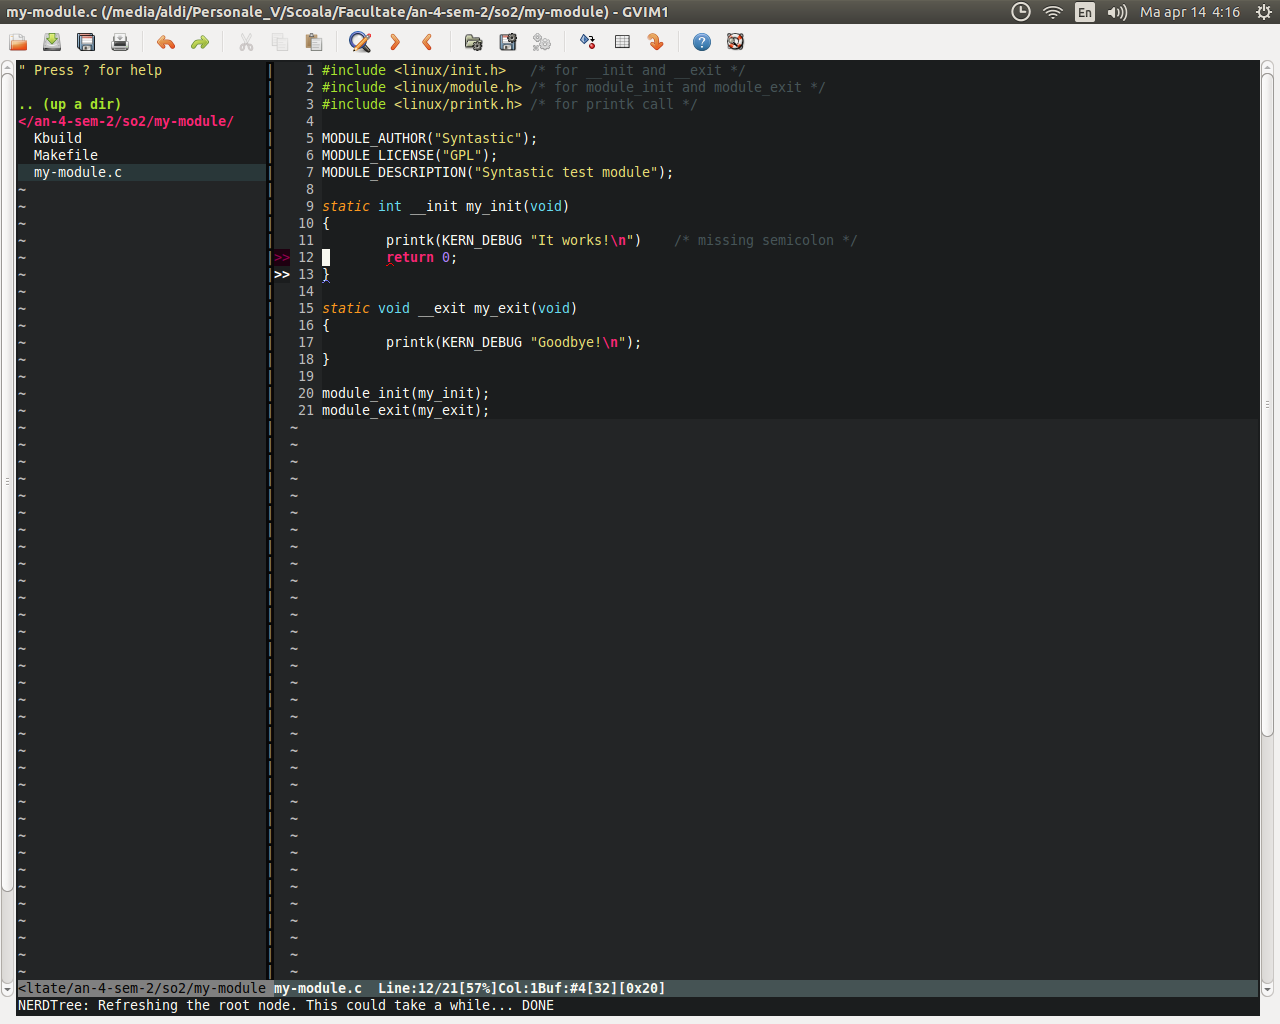 my-module.c (/media/aldi/Personale_V/Scoala/Facultate/an-4-sem-2/so2/my-module) - GVIM1
En Ma apr 14 4:16
" Press ? for help
.. (up a dir)
</an-4-sem-2/so2/my-module/
Kbuild
Makefile
my-module.c
1 #include <linux/init.h>   /* for __init and __exit */
2 #include <linux/module.h> /* for module_init and module_exit */
3 #include <linux/printk.h> /* for printk call */
4
5 MODULE_AUTHOR("Syntastic");
6 MODULE_LICENSE("GPL");
7 MODULE_DESCRIPTION("Syntastic test module");
8
9 static int __init my_init(void)
10 {
11         printk(KERN_DEBUG "It works!\n")    /* missing semicolon */
>> 12         return 0;
>> 13 }
14
15 static void __exit my_exit(void)
16 {
17         printk(KERN_DEBUG "Goodbye!\n");
18 }
19
20 module_init(my_init);
21 module_exit(my_exit);
<ltate/an-4-sem-2/so2/my-module my-module.c  Line:12/21[57%]Col:1Buf:#4[32][0x20]
NERDTree: Refreshing the root node. This could take a while... DONE